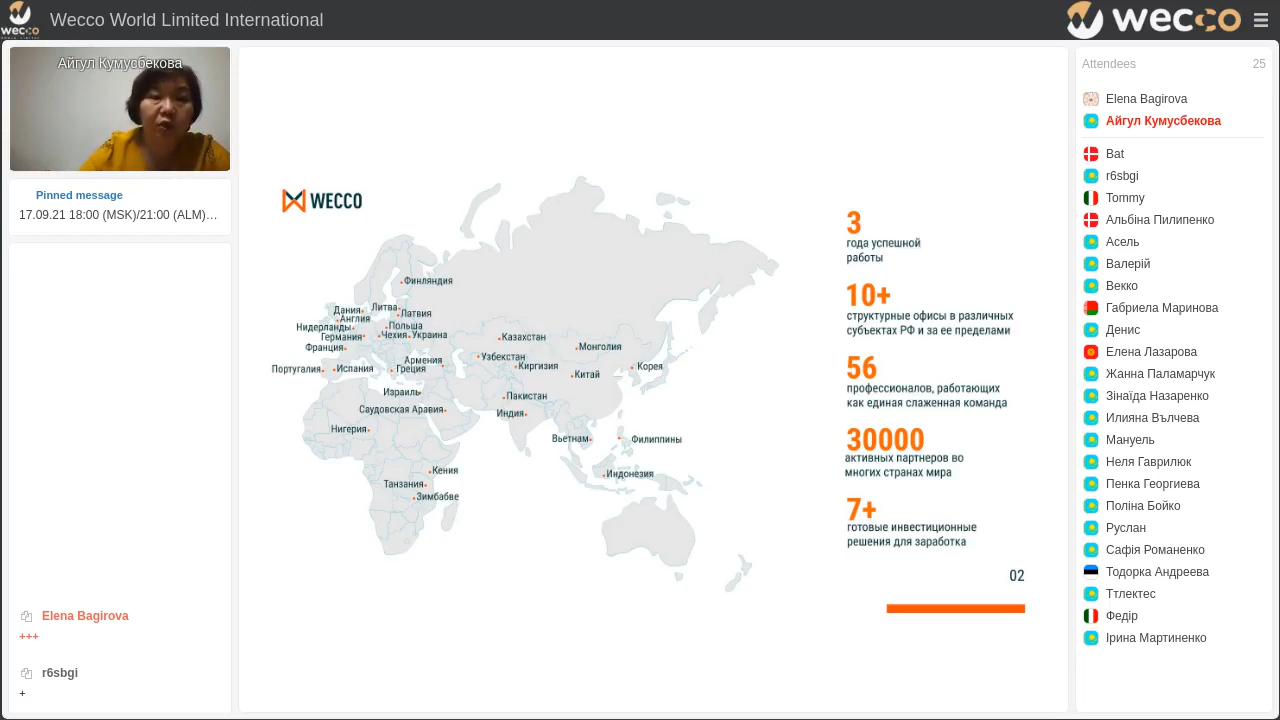 wecco
Wecco World Limited International
wecco
Айгул Кумусбекова
Pinned message
17.09.21 18:00 (MSK)/21:00 (ALM)…
Elena Bagirova
+++
r6sbgi
+
WECCO
Финляндия
Дания
Литва
Латвия
Англия
Нидерланды
Польша
Германия
Чехия
Украина
Франция
Казахстан
Монголия
Армения
Узбекистан
Португалия
Испания
Греция
Киргизия
Китай
Корея
Израиль
Пакистан
Саудовская Аравия
Индия
Нигерия
Вьетнам
Филиппины
Кения
Индонезия
Танзания
Зимбабве
3
года успешной
работы
10+
структурные офисы в различных
субъектах РФ и за ее пределами
56
профессионалов, работающих
как единая слаженная команда
30000
активных партнеров во
многих странах мира
7+
готовые инвестиционные
решения для заработка
02
Attendees 25
Elena Bagirova
Айгул Кумусбекова
Bat
r6sbgi
Tommy
Альбіна Пилипенко
Асель
Валерій
Векко
Габриела Маринова
Денис
Елена Лазарова
Жанна Паламарчук
Зінаїда Назаренко
Илияна Вълчева
Мануель
Неля Гаврилюк
Пенка Георгиева
Поліна Бойко
Руслан
Сафія Романенко
Тодорка Андреева
Ттлектес
Федір
Ірина Мартиненко